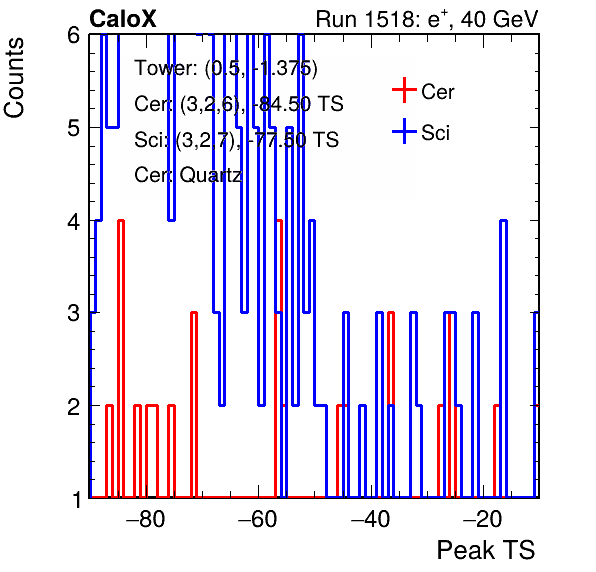 CaloX Run 1518: e⁺, 40 GeV
Counts
6
5
4
3
2
1
Tower: (0.5, -1.375)
Cer: (3,2,6), -84.50 TS
Sci: (3,2,7), -77.50 TS
Cer: Quartz
Cer
Sci
−80 −60 −40 −20
Peak TS